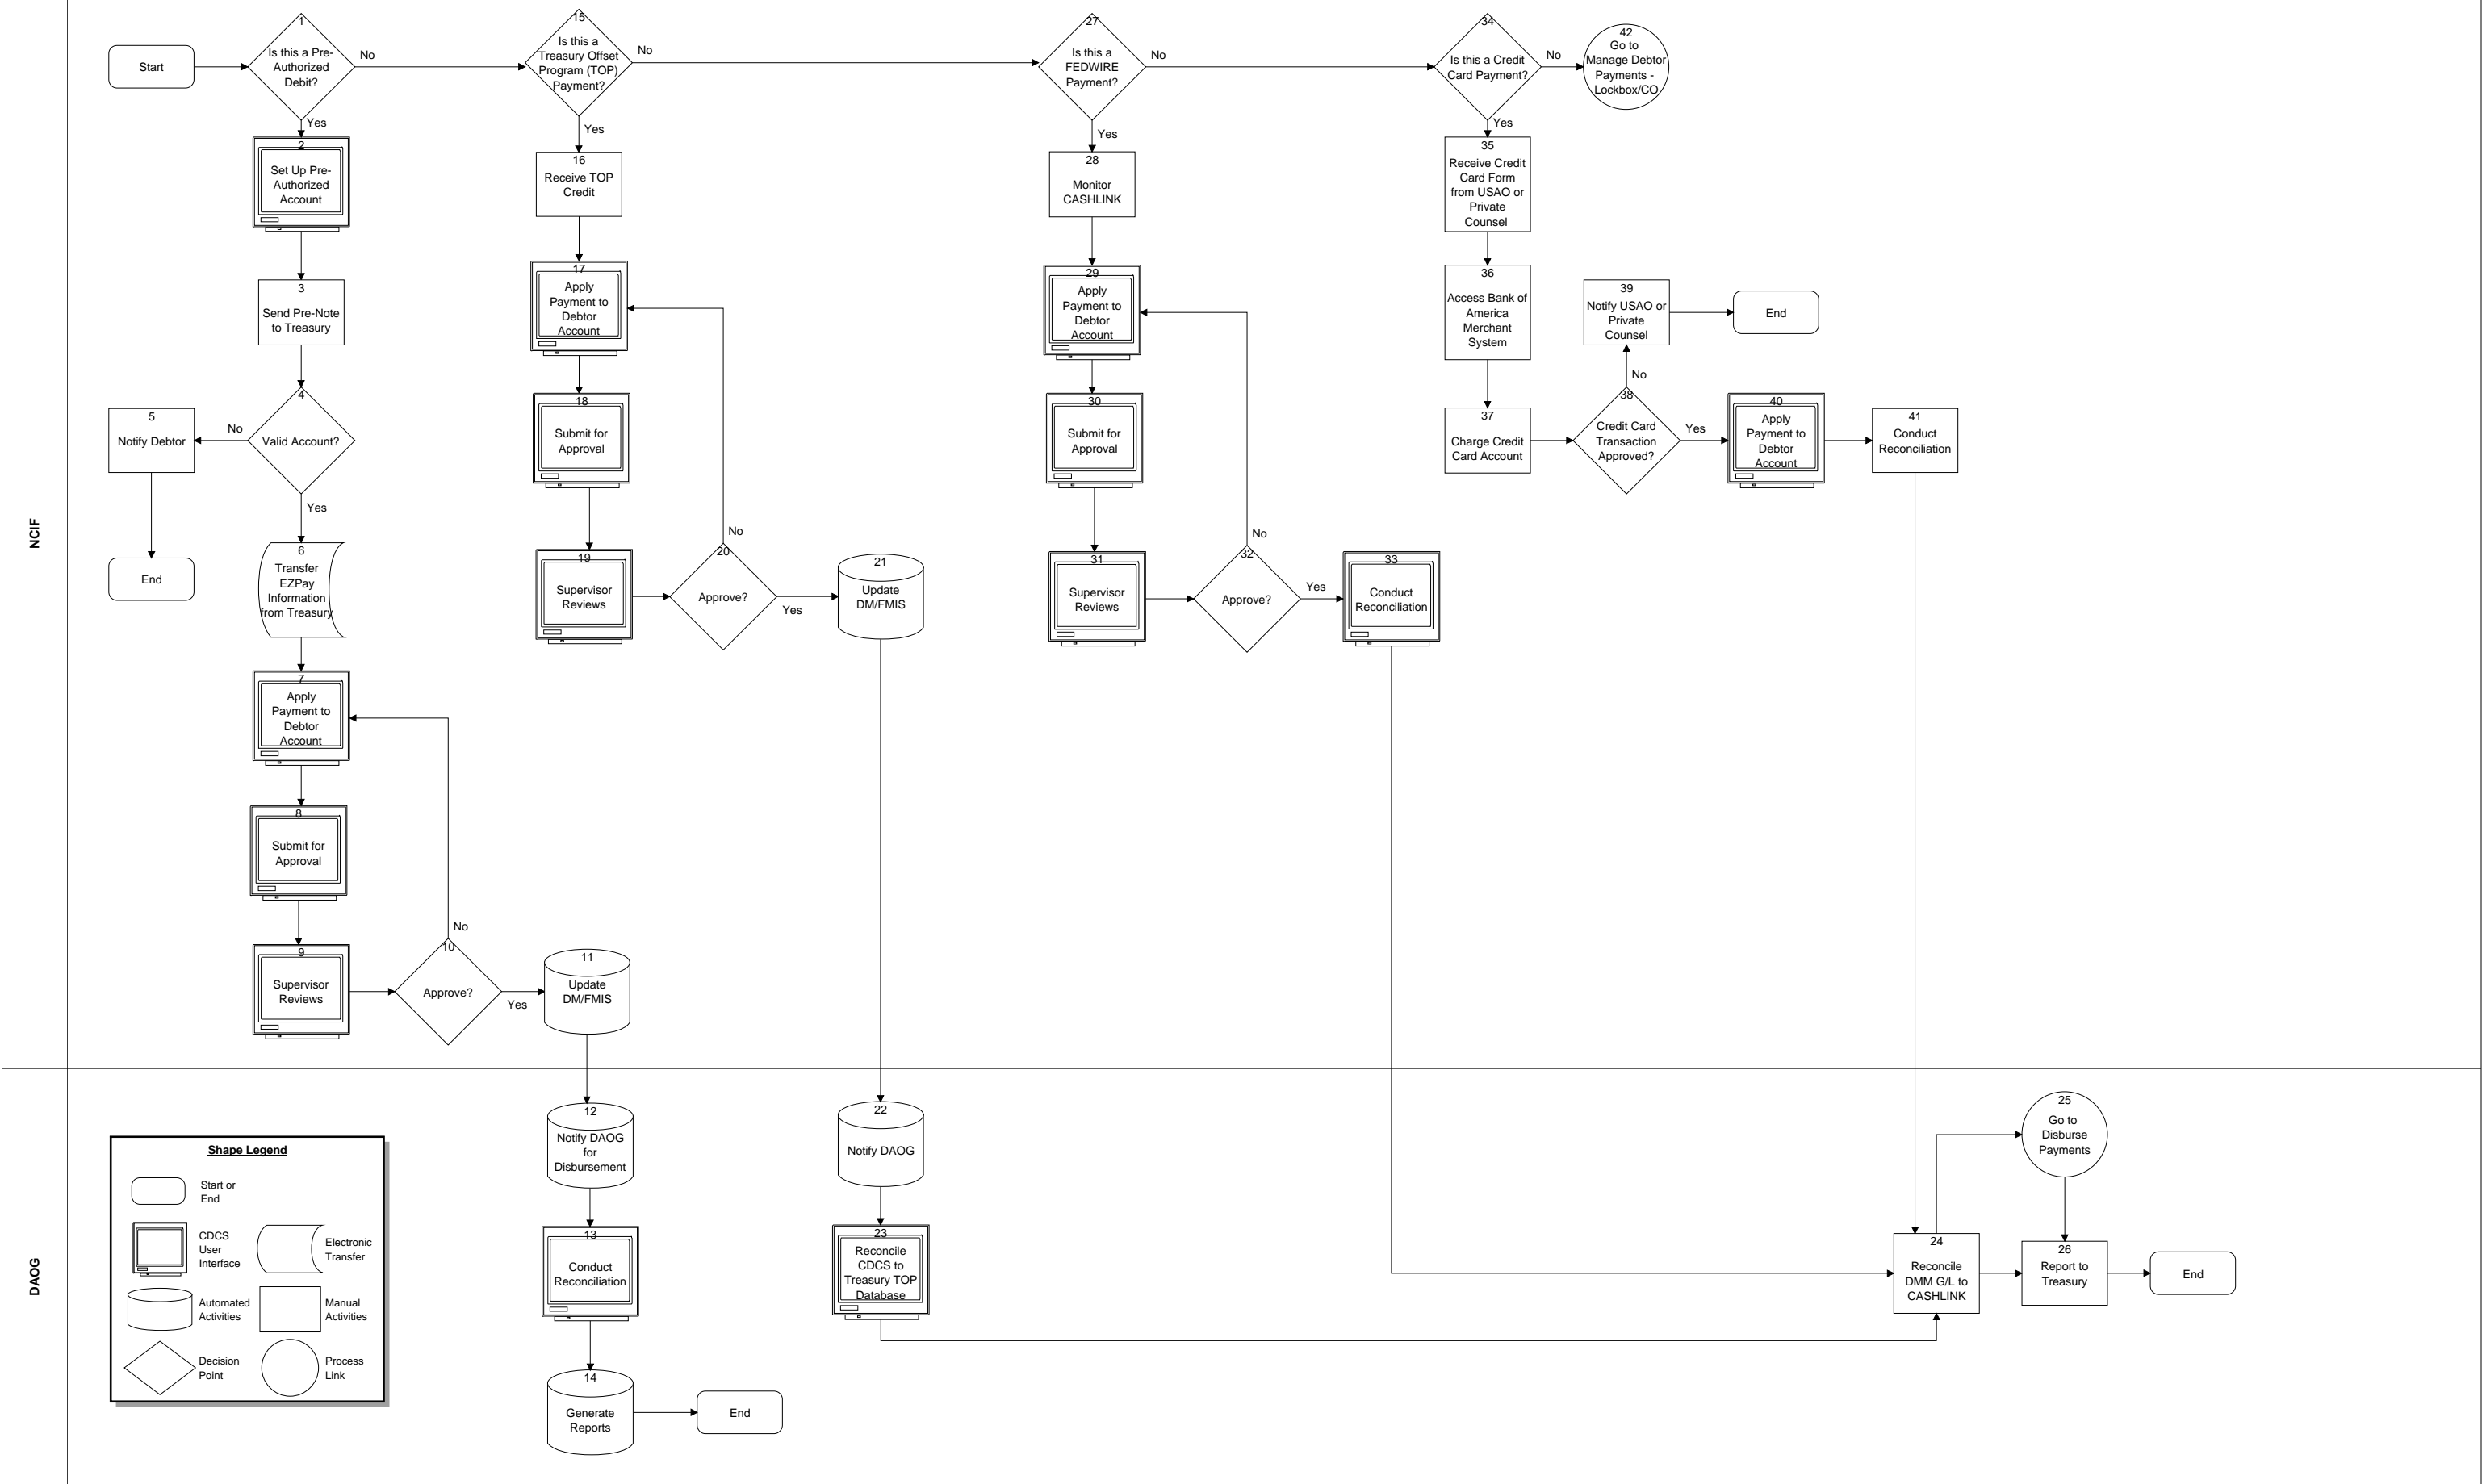 NCIF
Start
1
Is this a Pre-
Authorized
Debit?
No
Yes
2
Set Up Pre-
Authorized
Account
3
Send Pre-Note
to Treasury
4
Valid Account?
No
Yes
5
Notify Debtor
End
6
Transfer
EZPay
Information
from Treasury
7
Apply
Payment to
Debtor
Account
8
Submit for
Approval
9
Supervisor
Reviews
10
Approve?
No
Yes
11
Update
DM/FMIS
15
Is this a
Treasury Offset
Program (TOP)
Payment?
No
Yes
16
Receive TOP
Credit
17
Apply
Payment to
Debtor
Account
18
Submit for
Approval
19
Supervisor
Reviews
20
Approve?
No
Yes
21
Update
DM/FMIS
27
Is this a
FEDWIRE
Payment?
No
Yes
28
Monitor
CASHLINK
29
Apply
Payment to
Debtor
Account
30
Submit for
Approval
31
Supervisor
Reviews
32
Approve?
No
Yes
33
Conduct
Reconciliation
34
Is this a Credit
Card Payment?
No
Yes
42
Go to
Manage Debtor
Payments -
Lockbox/CO
35
Receive Credit
Card Form
from USAO or
Private
Counsel
36
Access Bank of
America
Merchant
System
37
Charge Credit
Card Account
38
Credit Card
Transaction
Approved?
No
Yes
39
Notify USAO or
Private
Counsel
End
40
Apply
Payment to
Debtor
Account
41
Conduct
Reconciliation
DAOG
Shape Legend
Start or
End
CDCS
User
Interface
Electronic
Transfer
Automated
Activities
Manual
Activities
Decision
Point
Process
Link
12
Notify DAOG
for
Disbursement
13
Conduct
Reconciliation
14
Generate
Reports
End
22
Notify DAOG
23
Reconcile
CDCS to
Treasury TOP
Database
24
Reconcile
DMM G/L to
CASHLINK
25
Go to
Disburse
Payments
26
Report to
Treasury
End